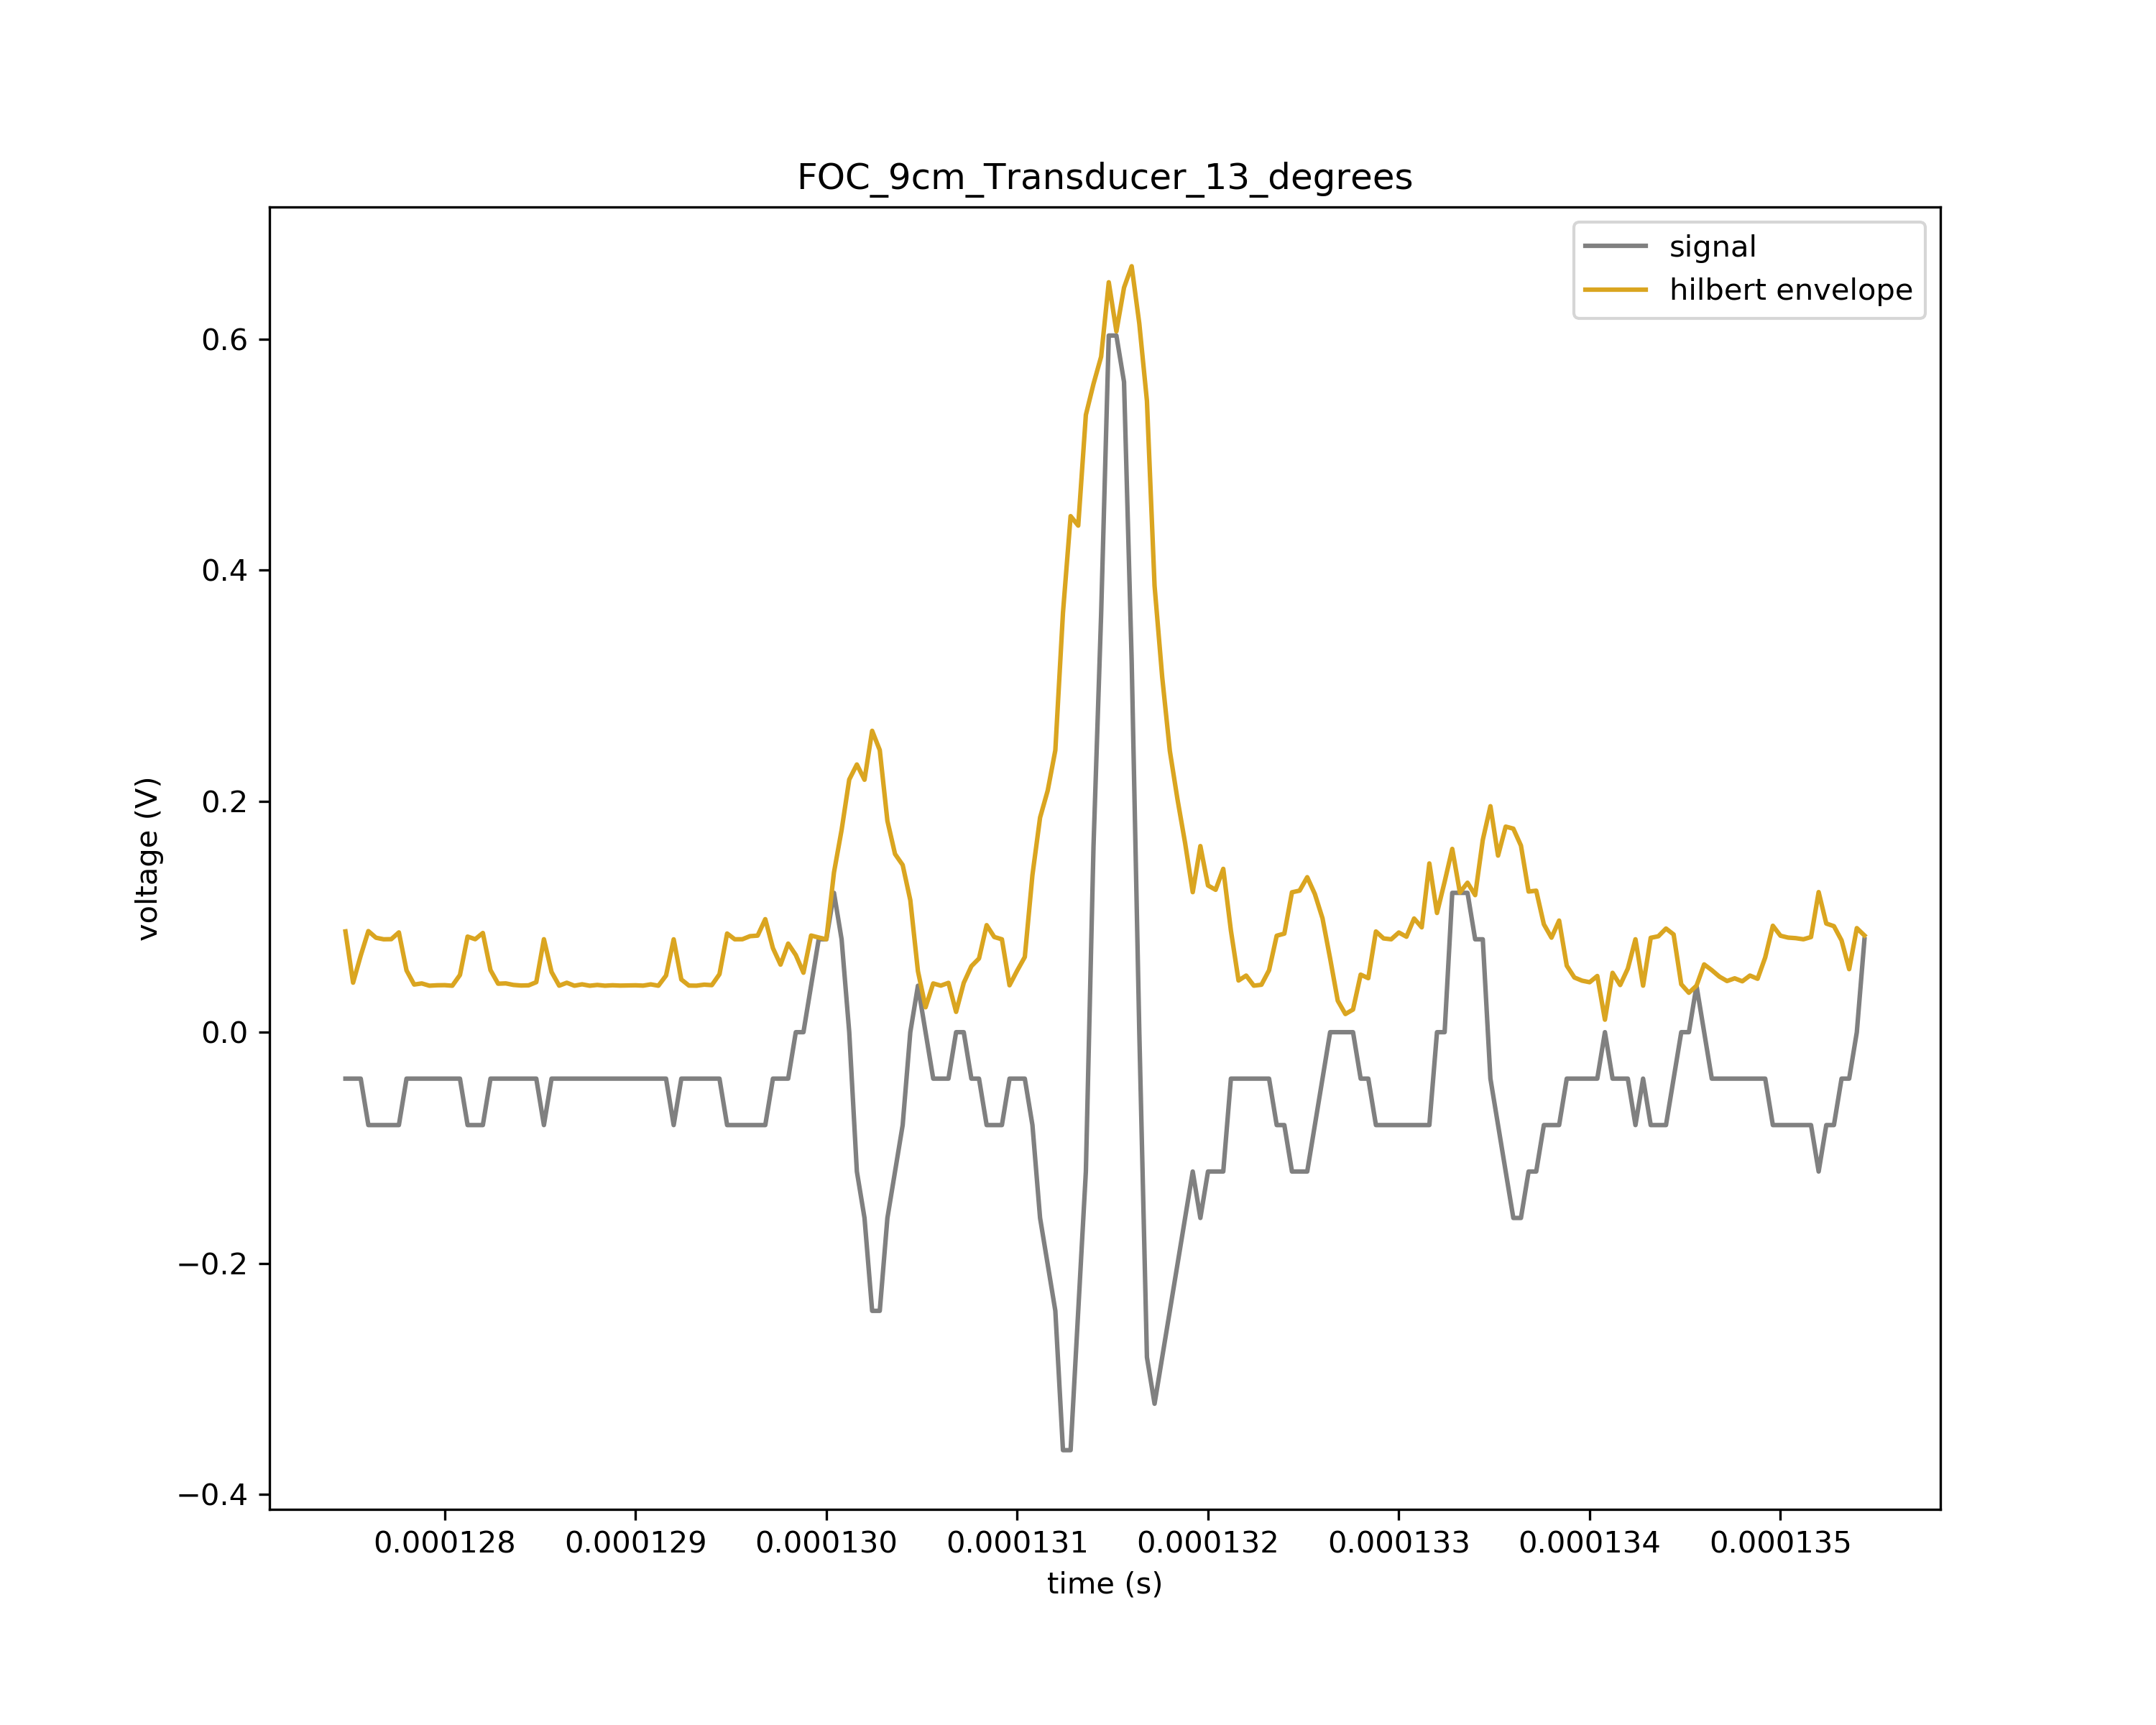 FOC_9cm_Transducer_13_degrees
signal
hilbert envelope
voltage (V)
0.6
0.4
0.2
0.0
−0.2
−0.4
0.000128 0.000129 0.000130 0.000131 0.000132 0.000133 0.000134 0.000135
time (s)